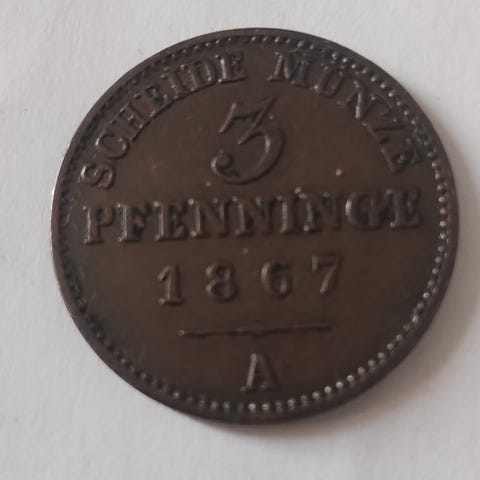 SCHEIDE MÜNZE
3
PFENNINGE
1867
A